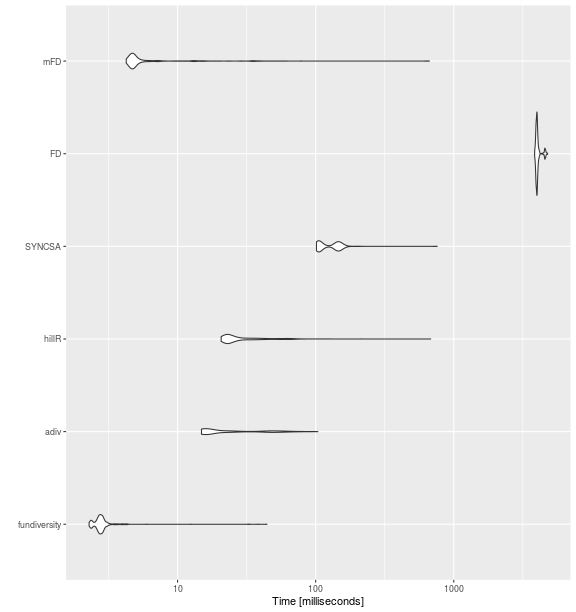 mFD
FD
SYNCSA
hillR
adiv
fundiversity
10
100
1000
Time [milliseconds]